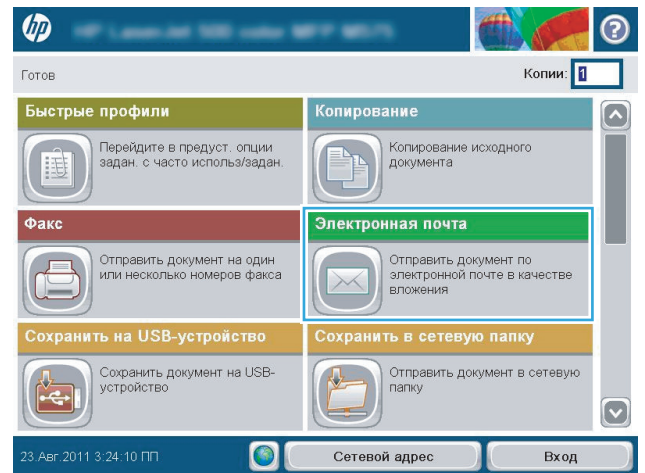 hp
?
Готов
Копии: 1
Быстрые профили
Перейдите в предуст. опции
задан. с часто использ/задан.
Копирование
Копирование исходного
документа
Факс
Отправить документ на один
или несколько номеров факса
Электронная почта
Отправить документ по
электронной почте в качестве
вложения
Сохранить на USB-устройство
Сохранить документ на USB-
устройство
Сохранить в сетевую папку
Отправить документ в сетевую
папку
23.Авг.2011 3:24:10 ПП
Сетевой адрес
Вход